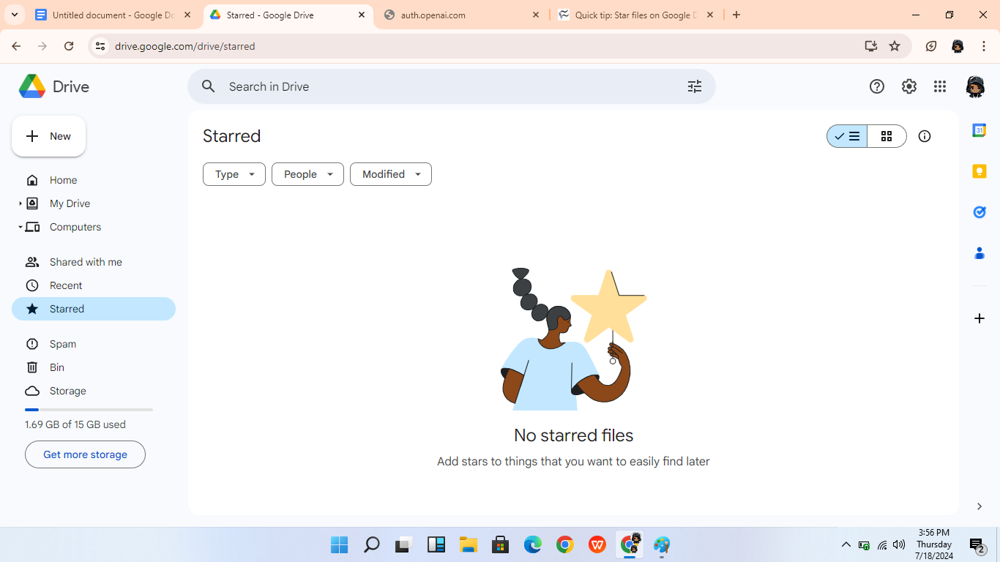 Untitled document - Google Do
Starred - Google Drive
auth.openai.com
Quick tip: Star files on Google D
drive.google.com/drive/starred
Drive
Search in Drive
New
Starred
31
Type
People
Modified
Home
My Drive
Computers
Shared with me
Recent
Starred
Spam
Bin
Storage
1.69 GB of 15 GB used
Get more storage
No starred files
Add stars to things that you want to easily find later
3:56 PM
Thursday
7/18/2024
2